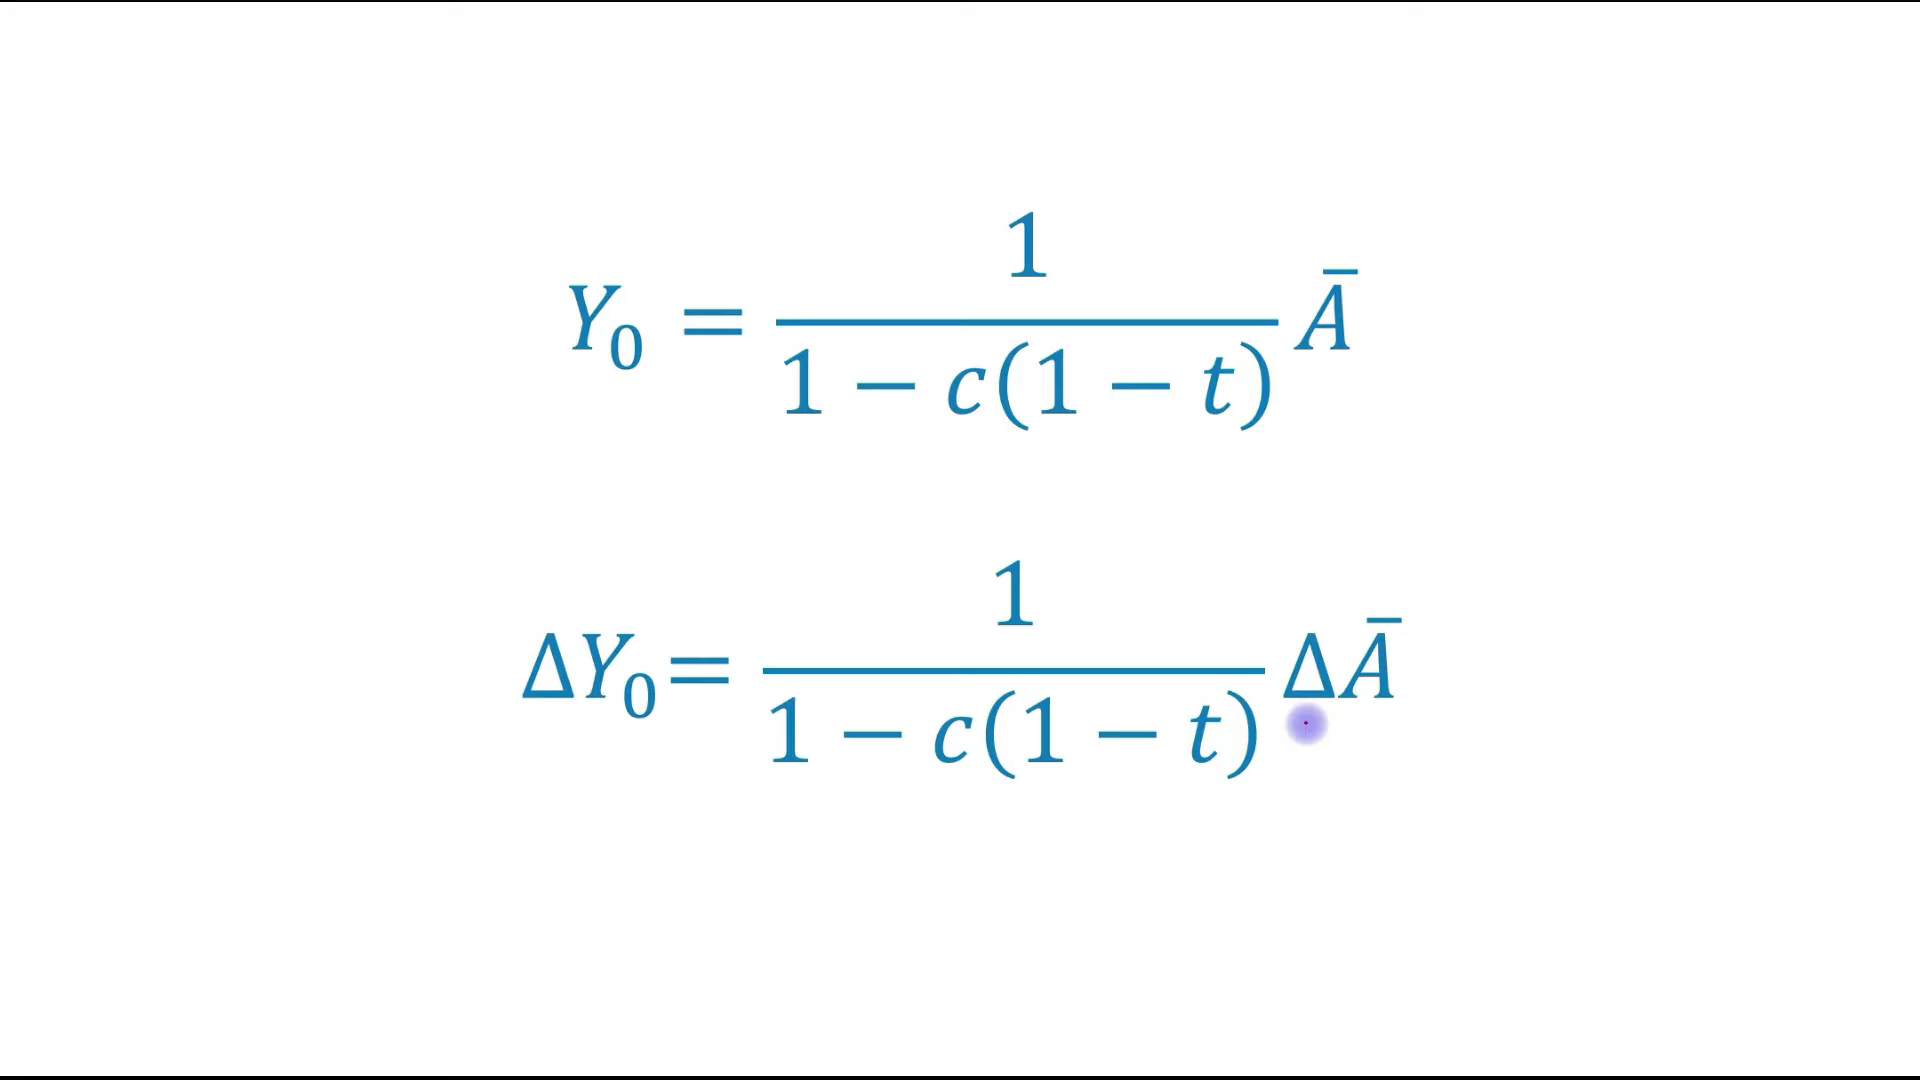 Y₀ = 1 / (1 − c(1 − t)) Ā
ΔY₀ = 1 / (1 − c(1 − t)) ΔĀ